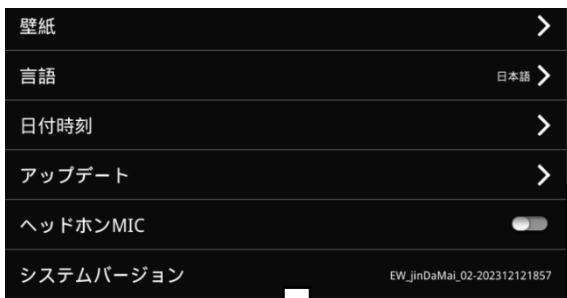 壁紙
言語 日本語
日付時刻
アップデート
ヘッドホンMIC
システムバージョン EW_jinDaMai_02-202312121857